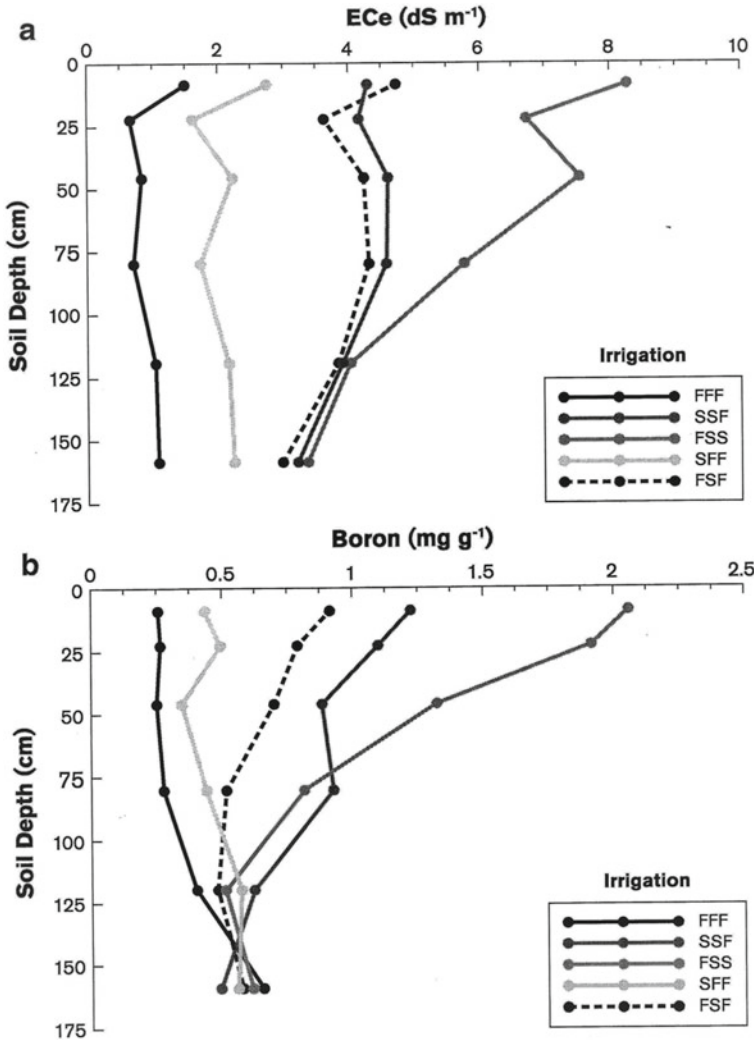 a
ECe (dS m⁻¹)
0 2 4 6 8 10
0
25
50
75
100
125
150
175
Soil Depth (cm)
Irrigation
FFF
SSF
FSS
SFF
FSF
b
Boron (mg g⁻¹)
0 0.5 1 1.5 2 2.5
0
25
50
75
100
125
150
175
Soil Depth (cm)
Irrigation
FFF
SSF
FSS
SFF
FSF